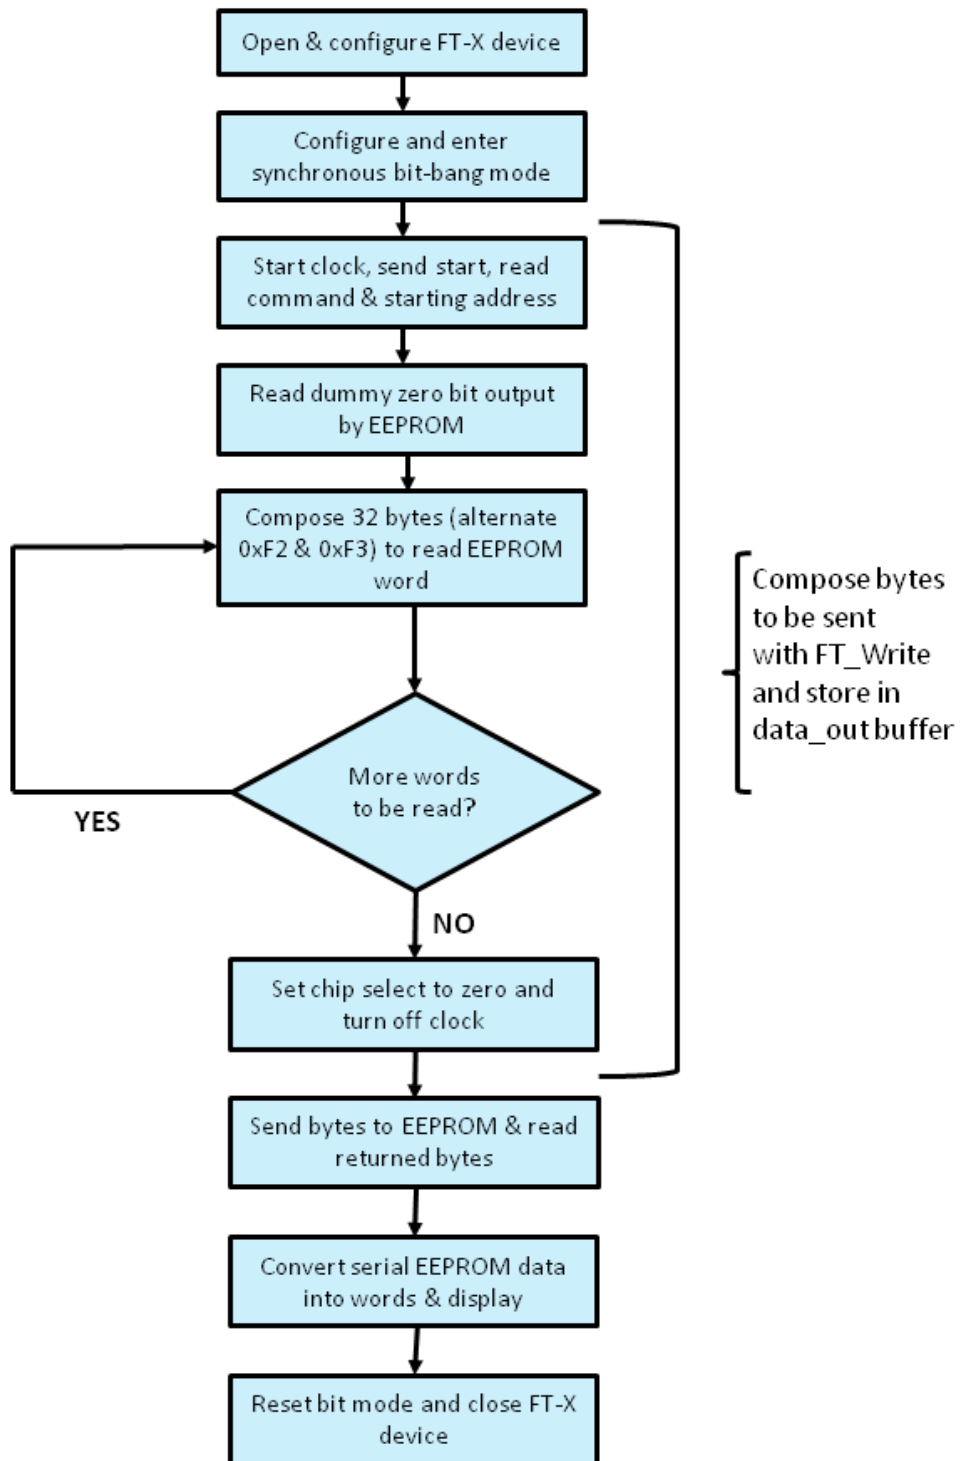 Open & configure FT-X device
Configure and enter
synchronous bit-bang mode
Start clock, send start, read
command & starting address
Read dummy zero bit output
by EEPROM
Compose 32 bytes (alternate
0xF2 & 0xF3) to read EEPROM
word
Compose bytes
to be sent
with FT_Write
and store in
data_out buffer
More words
to be read?
YES
NO
Set chip select to zero and
turn off clock
Send bytes to EEPROM & read
returned bytes
Convert serial EEPROM data
into words & display
Reset bit mode and close FT-X
device